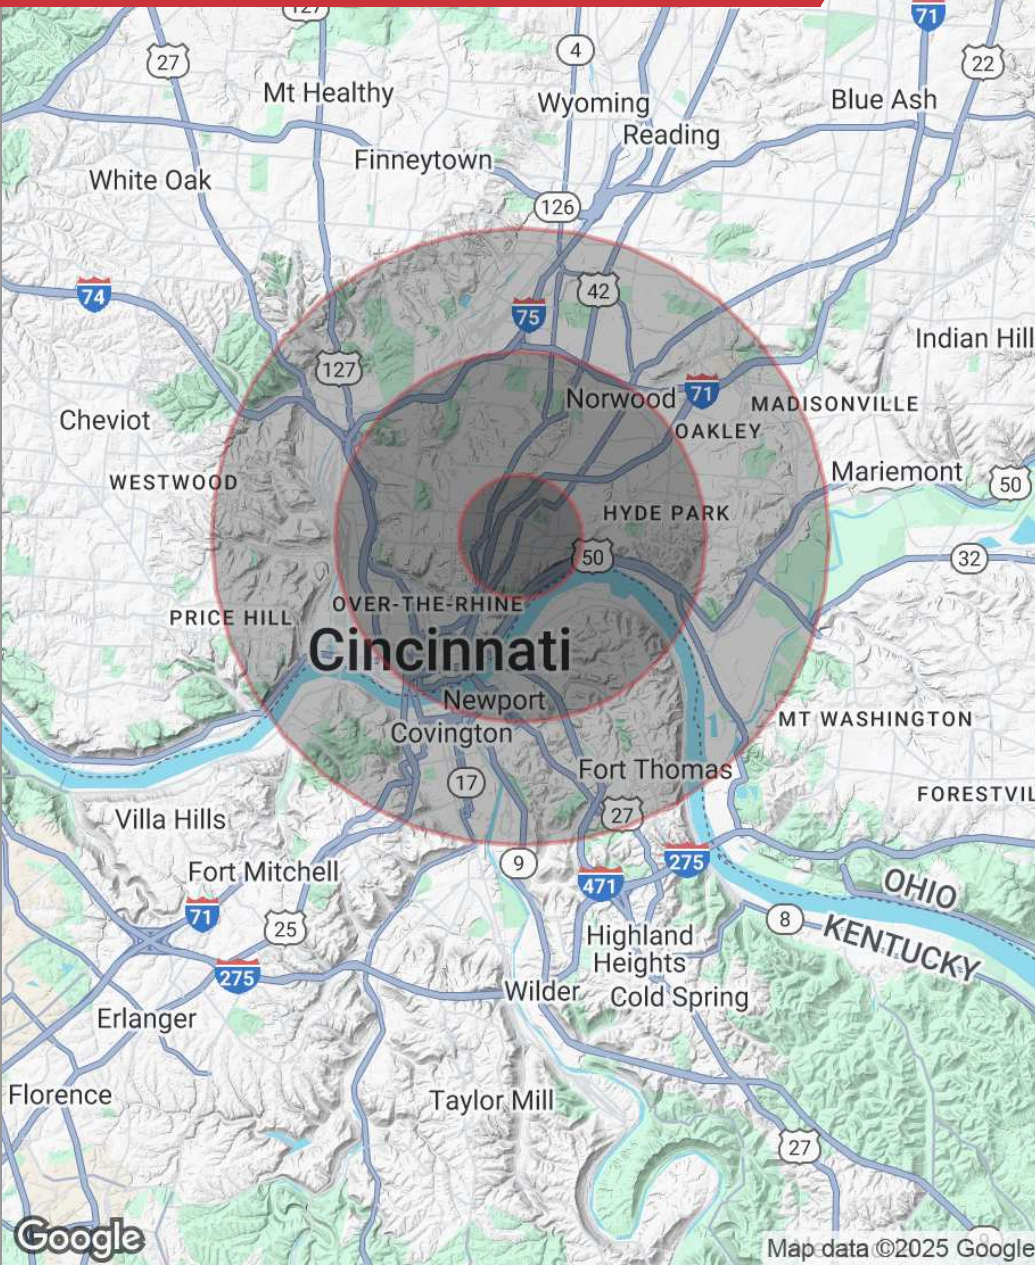 127
71
27
4
22
Mt Healthy
Wyoming
Blue Ash
Reading
Finneytown
White Oak
126
74
42
75
Indian Hill
127
Norwood
71
MADISONVILLE
Cheviot
OAKLEY
Mariemont
WESTWOOD
50
HYDE PARK
50
32
OVER-THE-RHINE
PRICE HILL
Cincinnati
Newport
MT WASHINGTON
Covington
Fort Thomas
17
FORESTVIL
Villa Hills
27
9
275
Fort Mitchell
471
OHIO
71
25
8
KENTUCKY
Highland
Heights
275
Wilder
Cold Spring
Erlanger
Florence
Taylor Mill
27
Google
Map data ©2025 Google